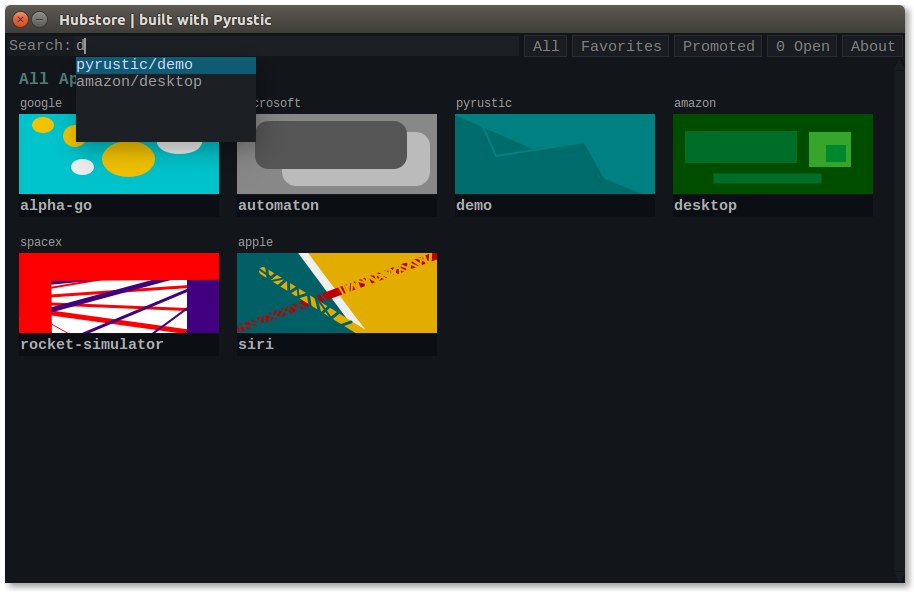 Hubstore | built with Pyrustic
Search: d All Favorites Promoted 0 Open About
pyrustic/demo
amazon/desktop
All Ap
google crosoft pyrustic amazon
alpha-go automaton demo desktop
spacex apple
rocket-simulator siri